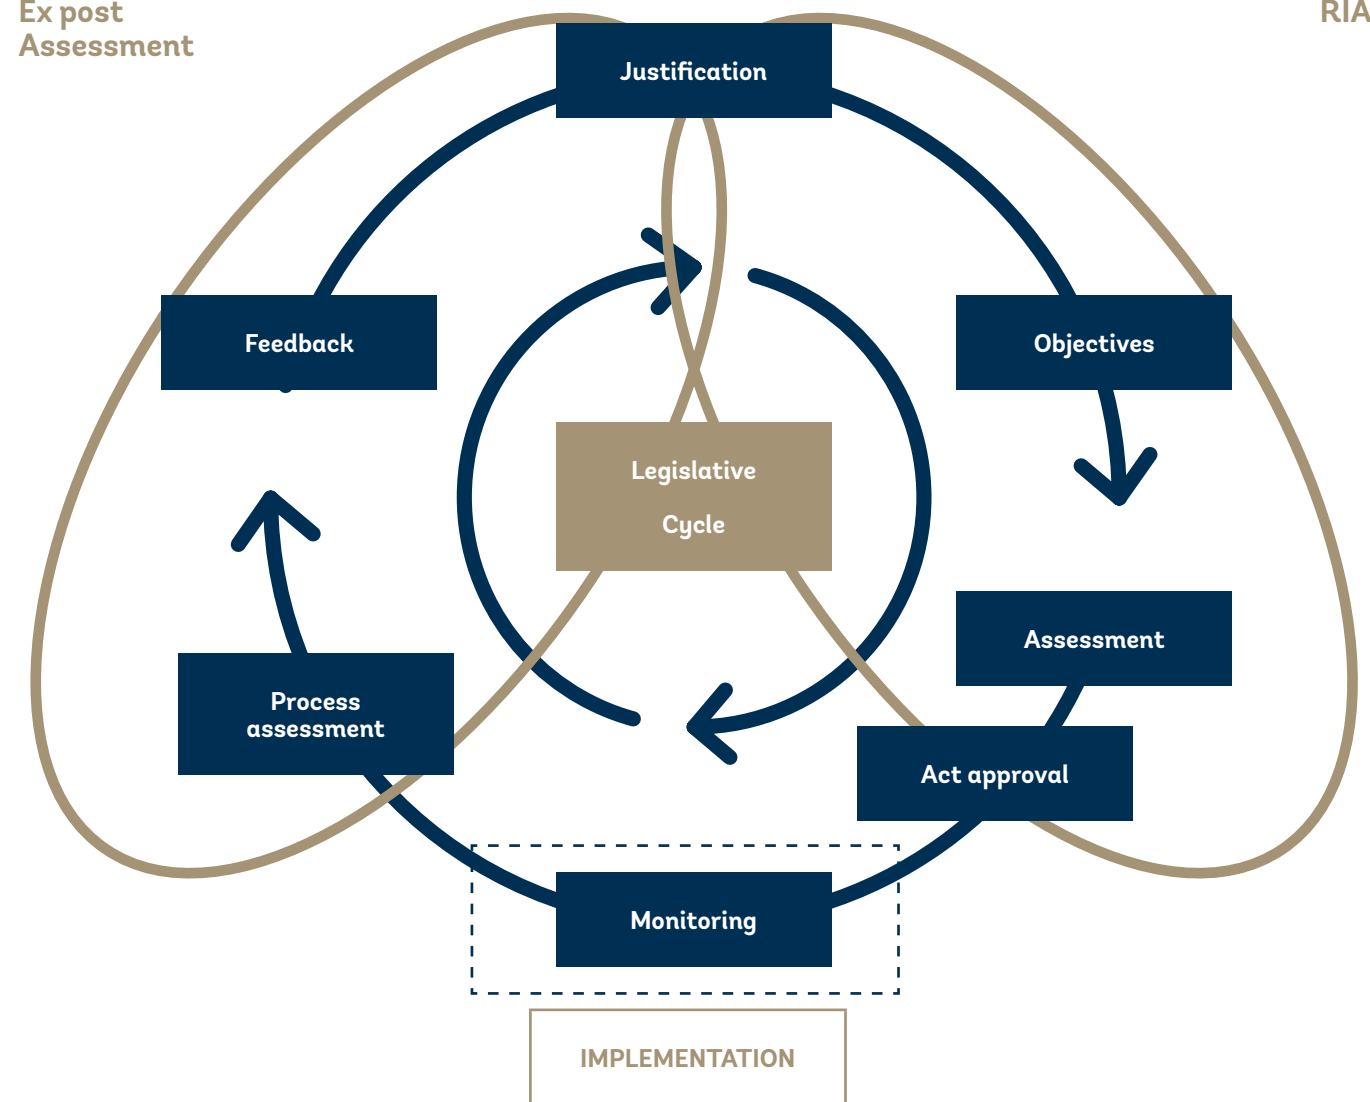 Ex post
Assessment
RIA
Justification
Feedback
Objectives
Legislative
Cycle
Assessment
Process
assessment
Act approval
Monitoring
IMPLEMENTATION